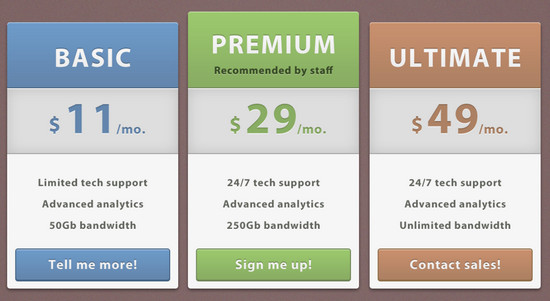 BASIC
$11/mo.
Limited tech support
Advanced analytics
50Gb bandwidth
Tell me more!
PREMIUM
Recommended by staff
$29/mo.
24/7 tech support
Advanced analytics
250Gb bandwidth
Sign me up!
ULTIMATE
$49/mo.
24/7 tech support
Advanced analytics
Unlimited bandwidth
Contact sales!